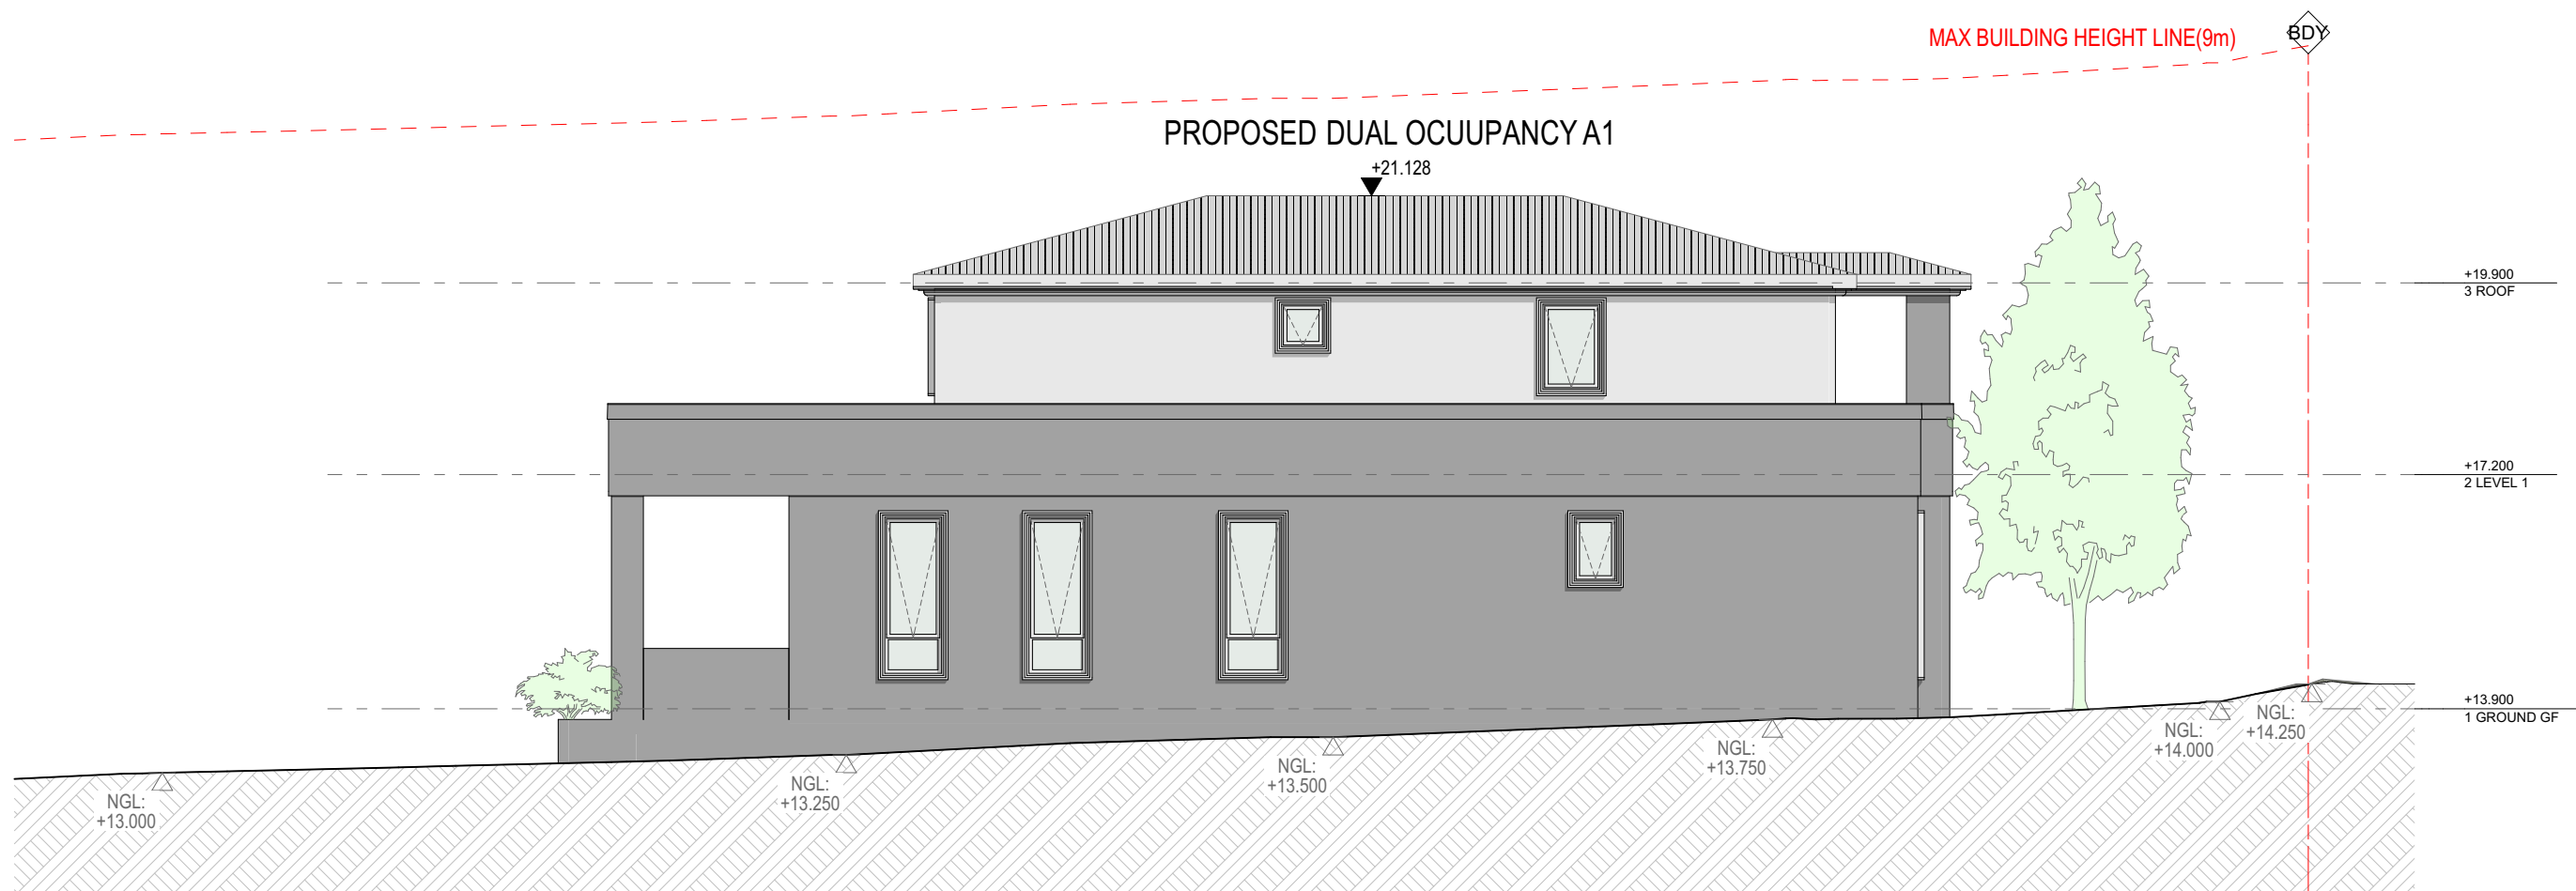 MAX BUILDING HEIGHT LINE(9m)
BDY
PROPOSED DUAL OCUUPANCY A1
+21.128
+19.900
3 ROOF
+17.200
2 LEVEL 1
+13.900
1 GROUND GF
NGL:
+14.250
NGL:
+14.000
NGL:
+13.750
NGL:
+13.500
NGL:
+13.250
NGL:
+13.000